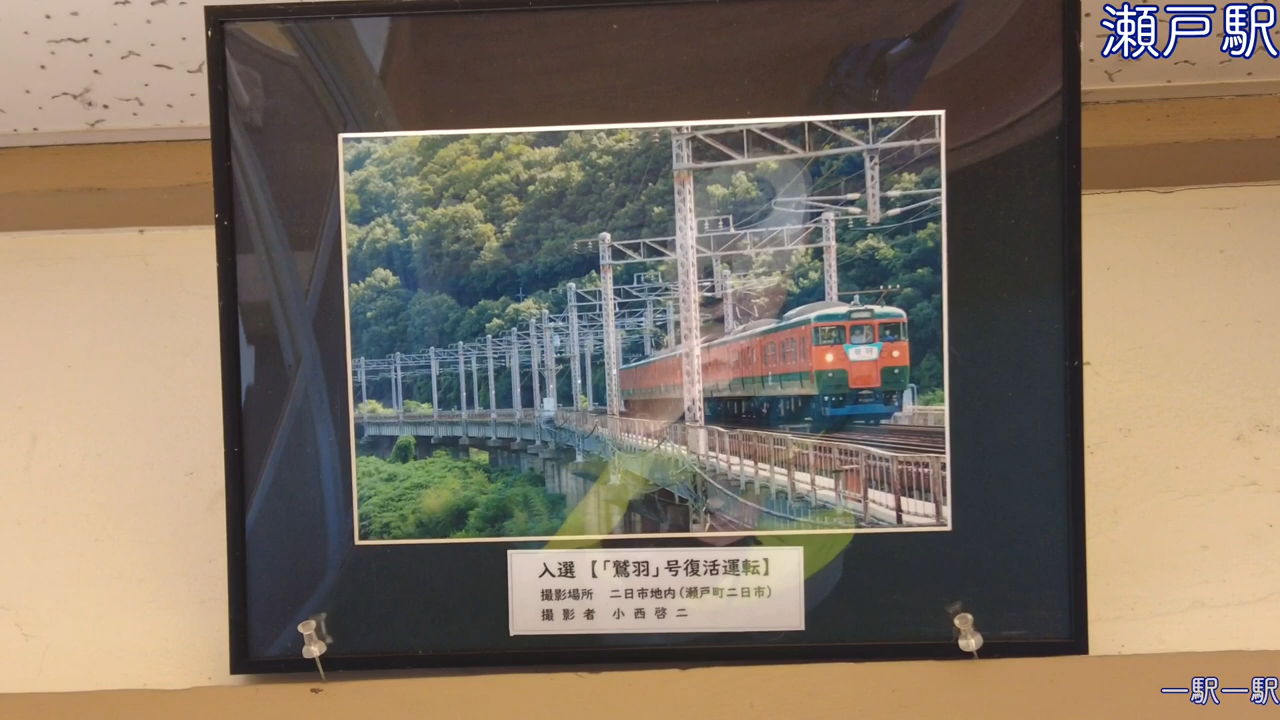 瀬戸駅
鷲羽
入選 【「鷲羽」号復活運転】
撮影場所 二日市地内(瀬戸町二日市)
撮影者 小西啓二
一駅一駅